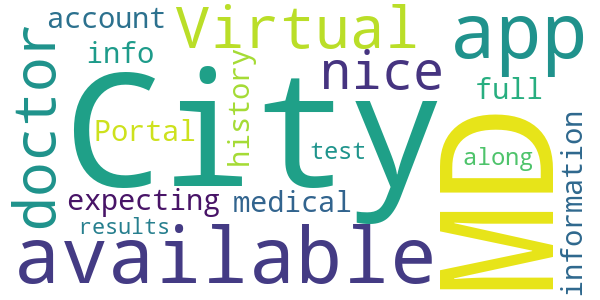 account
Virtual
app
info
doctor
City
nice
history
full
Portal
test
along
MD
information
expecting
medical
results
available